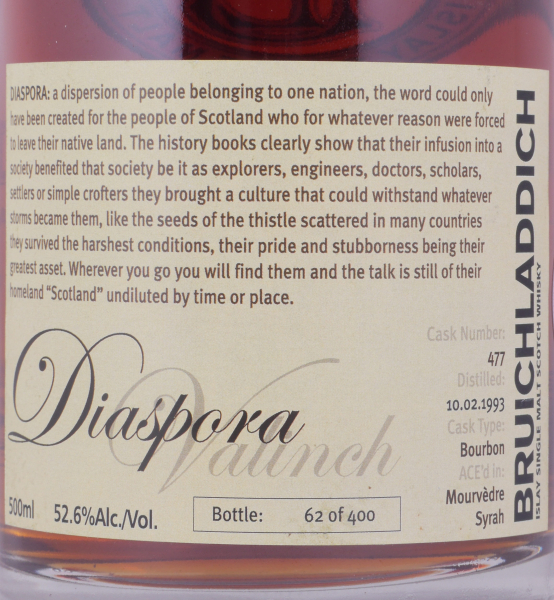 DIASPORA: a dispersion of people belonging to one nation, the word could only
have been created for the people of Scotland who for whatever reason were forced
to leave their native land. The history books clearly show that their infusion into a
society benefited that society be it as explorers, engineers, doctors, scholars,
settlers or simple crofters they brought a culture that could withstand whatever
storms became them, like the seeds of the thistle scattered in many countries
they survived the harshest conditions, their pride and stubborness being their
greatest asset. Wherever you go you will find them and the talk is still of their
homeland “Scotland” undiluted by time or place.
Diaspora
Valinch
500ml 52.6%Alc./Vol.
Bottle: 62 of 400
Cask Number:
477
Distilled:
10.02.1993
Cask Type:
Bourbon
ACE'd in:
Mourvèdre
Syrah
BRUICHLADDICH
ISLAY SINGLE MALT SCOTCH WHISKY